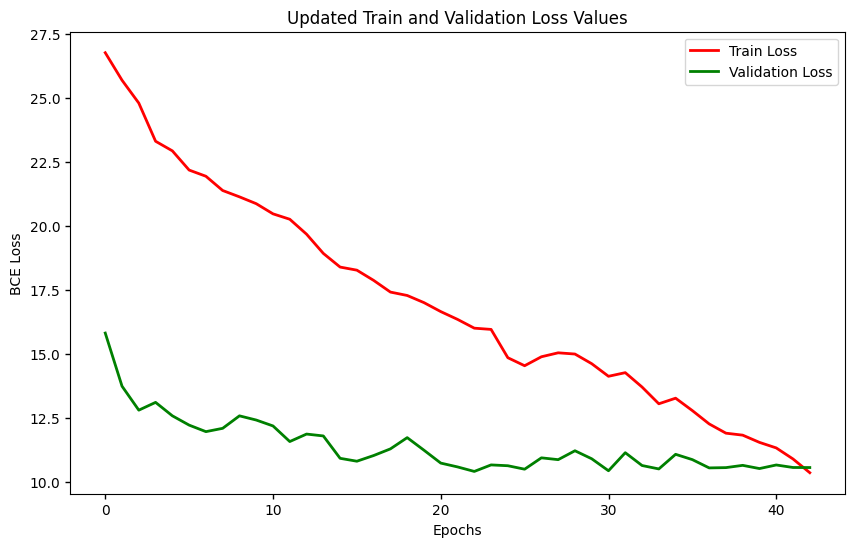 Updated Train and Validation Loss Values
27.5
25.0
22.5
20.0
17.5
15.0
12.5
10.0
BCE Loss
Train Loss
Validation Loss
0
10
20
30
40
Epochs